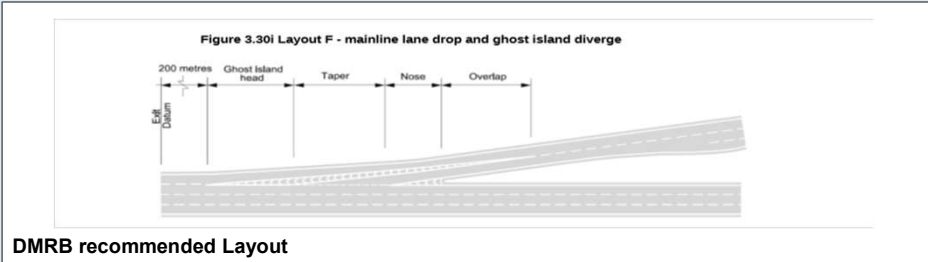 Figure 3.30i Layout F - mainline lane drop and ghost island diverge
200 metres
Ghost Island
head
Taper
Nose
Overlap
Exit
Datum
DMRB recommended Layout